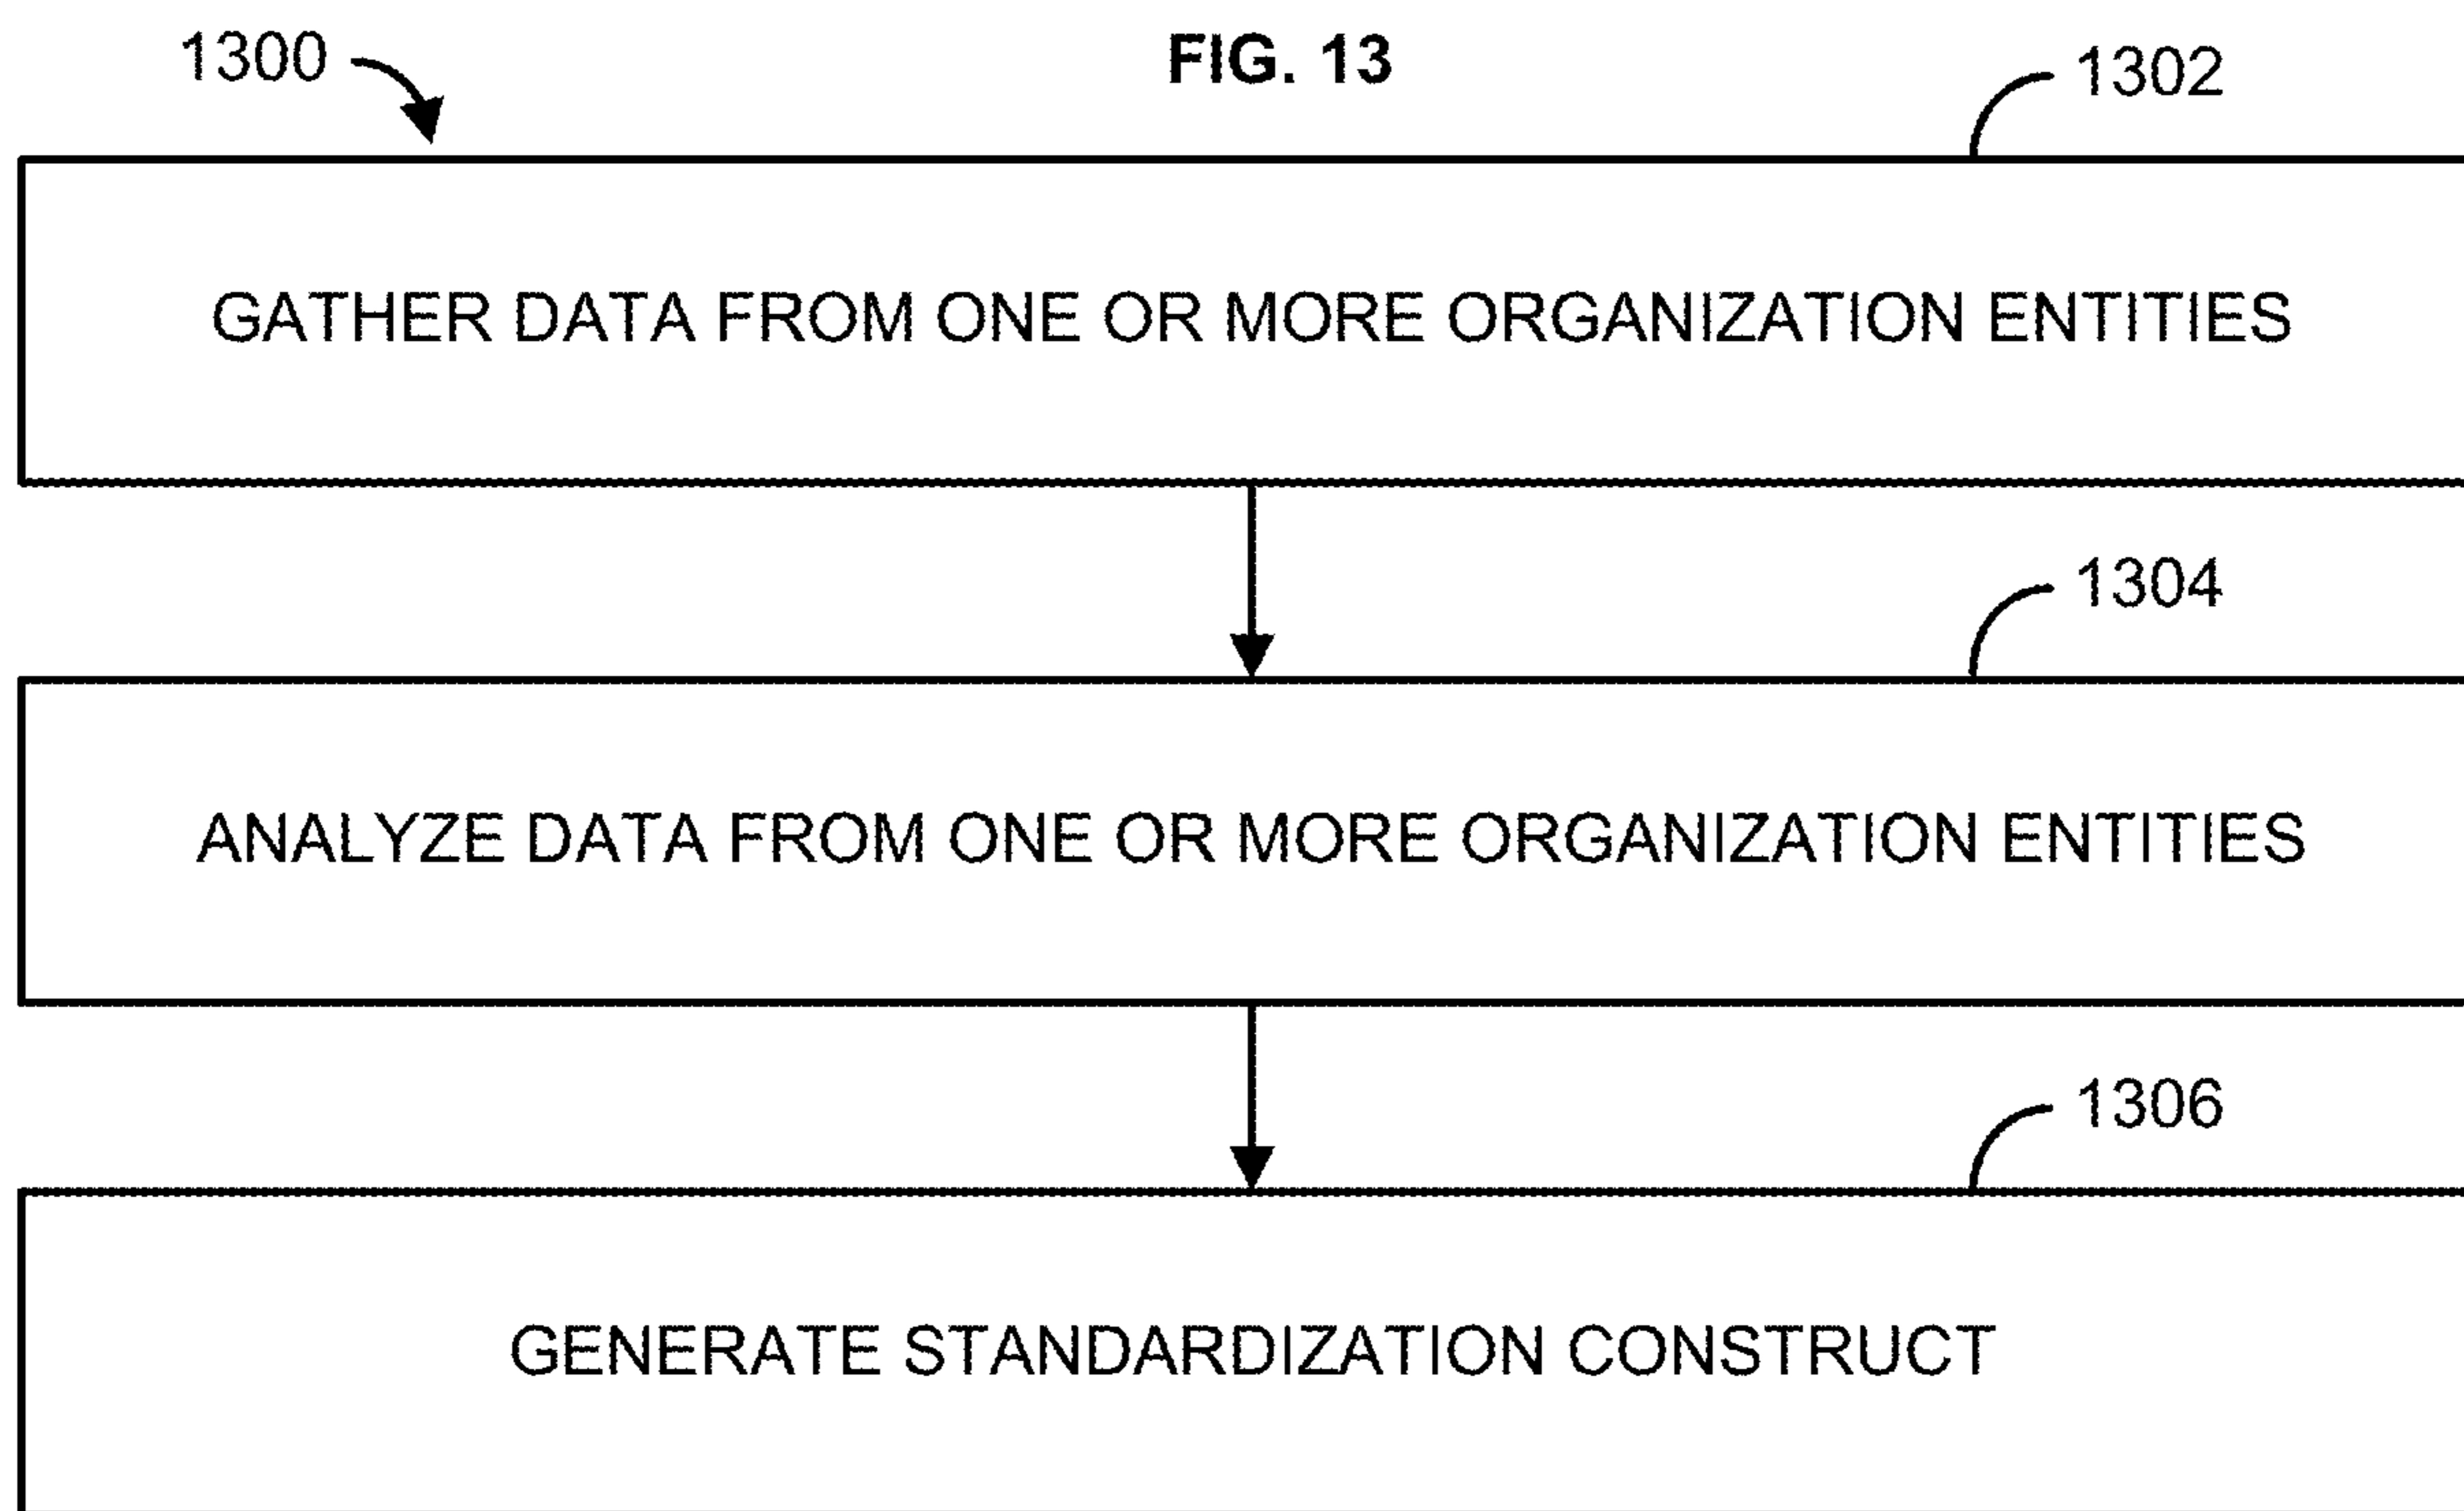 1300
FIG. 13
1302
GATHER DATA FROM ONE OR MORE ORGANIZATION ENTITIES
1304
ANALYZE DATA FROM ONE OR MORE ORGANIZATION ENTITIES
1306
GENERATE STANDARDIZATION CONSTRUCT